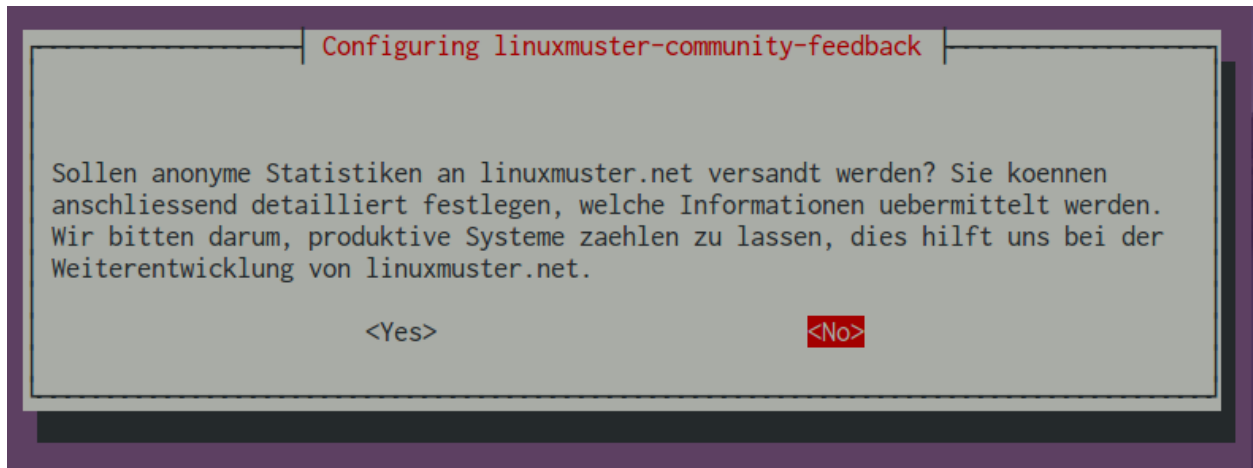 Configuring linuxmuster-community-feedback
Sollen anonyme Statistiken an linuxmuster.net versandt werden? Sie koennen
anschliessend detailliert festlegen, welche Informationen uebermittelt werden.
Wir bitten darum, produktive Systeme zaehlen zu lassen, dies hilft uns bei der
Weiterentwicklung von linuxmuster.net.
<Yes> <No>